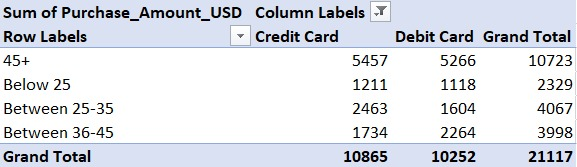 Sum of Purchase_Amount_USD Column Labels
Row Labels Credit Card Debit Card Grand Total
45+ 5457 5266 10723
Below 25 1211 1118 2329
Between 25-35 2463 1604 4067
Between 36-45 1734 2264 3998
Grand Total 10865 10252 21117